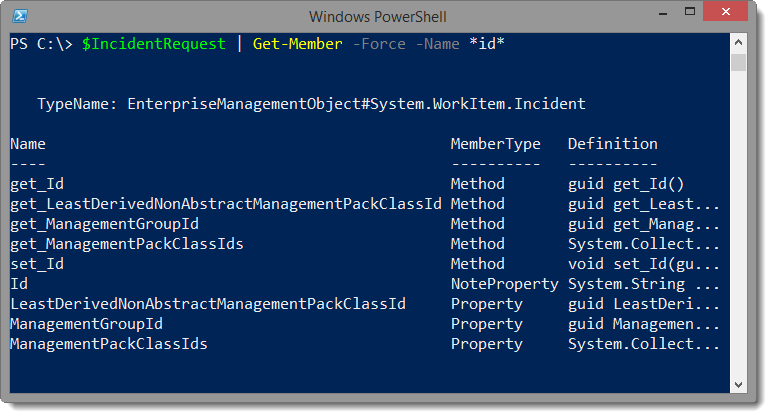 Windows PowerShell
PS C:\> $IncidentRequest | Get-Member -Force -Name *id*
TypeName: EnterpriseManagementObject#System.WorkItem.Incident
Name MemberType Definition
---- ---------- ----------
get_Id Method guid get_Id()
get_LeastDerivedNonAbstractManagementPackClassId Method guid get_Least...
get_ManagementGroupId Method guid get_Manag...
get_ManagementPackClassIds Method System.Collect...
set_Id Method void set_Id(gu...
Id NoteProperty System.String ...
LeastDerivedNonAbstractManagementPackClassId Property guid LeastDeri...
ManagementGroupId Property guid Managemen...
ManagementPackClassIds Property System.Collect...